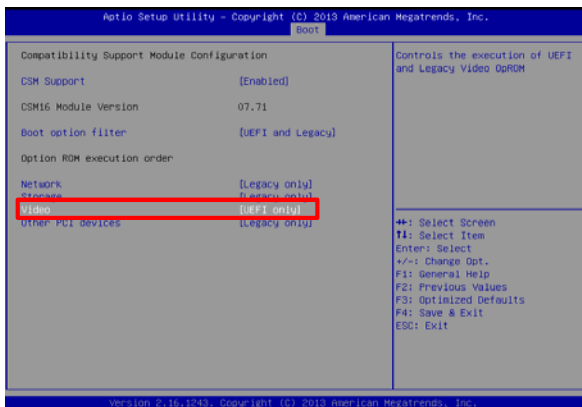 Aptio Setup Utility – Copyright (C) 2013 American Megatrends, Inc.
Boot
Compatibility Support Module Configuration
CSM Support [Enabled]
CSM16 Module Version 07.71
Boot option filter [UEFI and Legacy]
Option ROM execution order
Network [Legacy only]
Storage [Legacy only]
Video [UEFI only]
Other PCI devices [Legacy only]
Controls the execution of UEFI
and Legacy Video OpROM
→←: Select Screen
↑↓: Select Item
Enter: Select
+/-: Change Opt.
F1: General Help
F2: Previous Values
F3: Optimized Defaults
F4: Save & Exit
ESC: Exit
Version 2.16.1243. Copyright (C) 2013 American Megatrends, Inc.